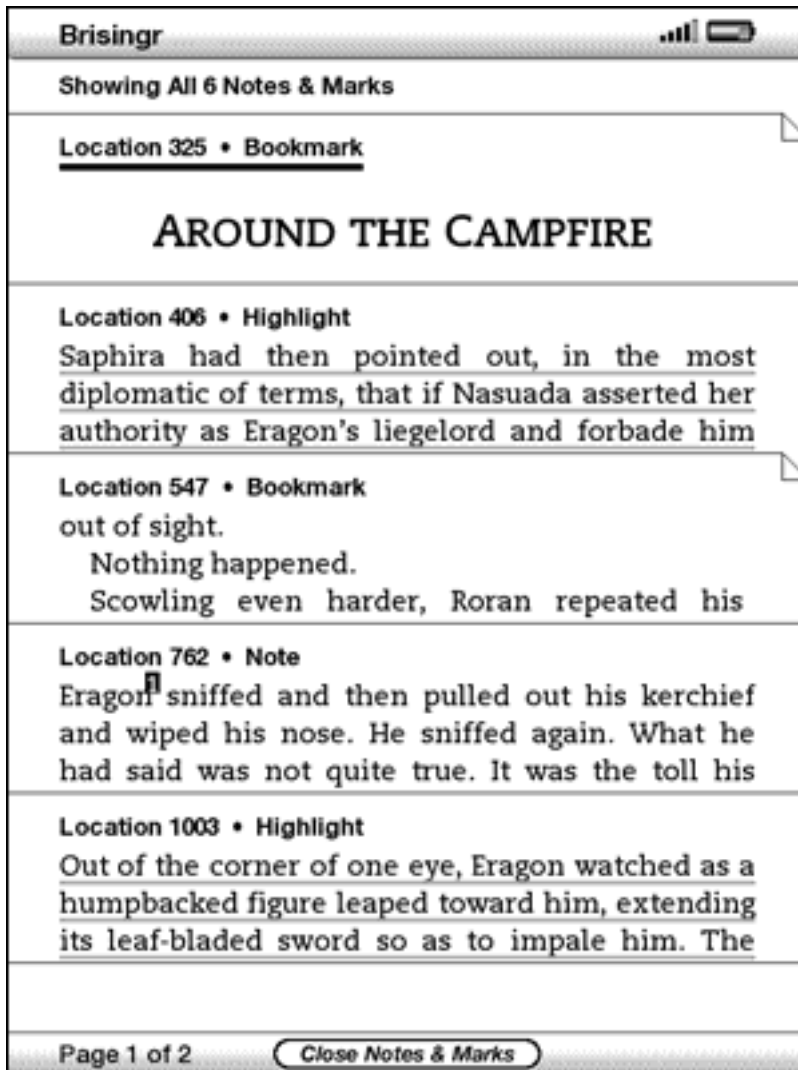 Brisingr
Showing All 6 Notes & Marks
Location 325 • Bookmark
AROUND THE CAMPFIRE
Location 406 • Highlight
Saphira had then pointed out, in the most
diplomatic of terms, that if Nasuada asserted her
authority as Eragon's liegelord and forbade him
Location 547 • Bookmark
out of sight.
Nothing happened.
Scowling even harder, Roran repeated his
Location 762 • Note
Eragon1 sniffed and then pulled out his kerchief
and wiped his nose. He sniffed again. What he
had said was not quite true. It was the toll his
Location 1003 • Highlight
Out of the corner of one eye, Eragon watched as a
humpbacked figure leaped toward him, extending
its leaf-bladed sword so as to impale him. The
Page 1 of 2 Close Notes & Marks